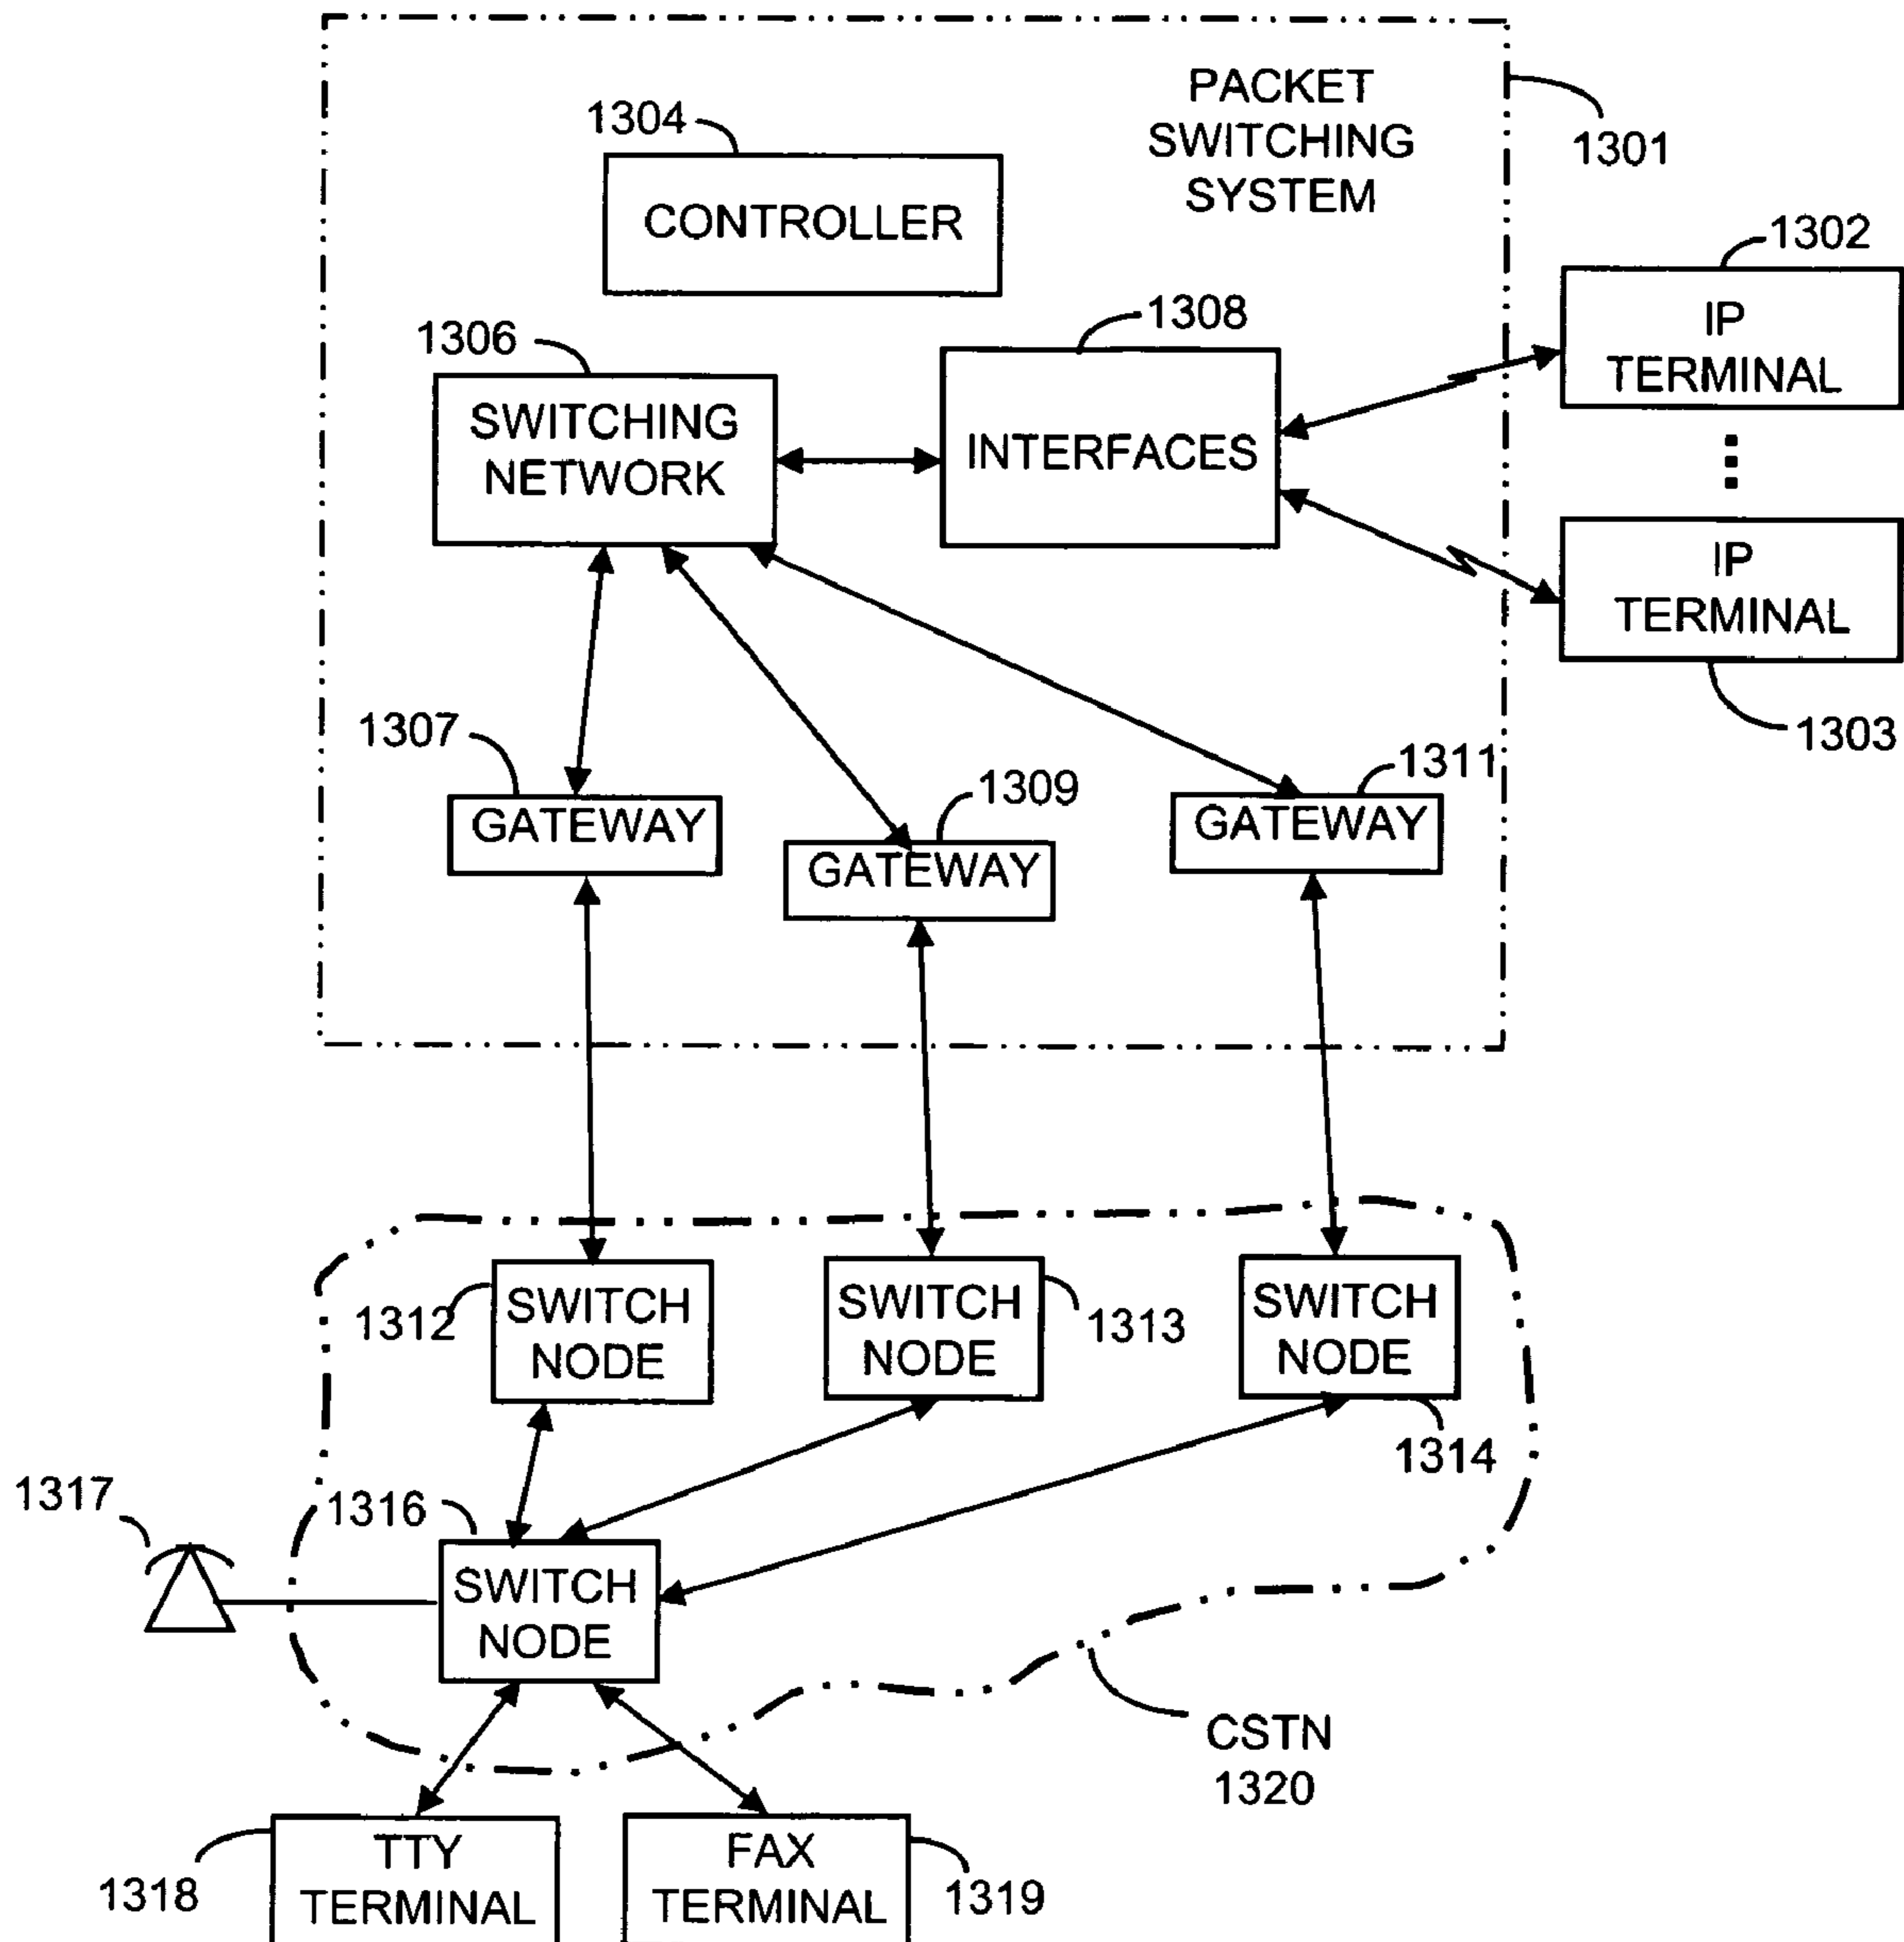 PACKET
SWITCHING
SYSTEM
1301
1304
CONTROLLER
1302
IP
TERMINAL
1306
SWITCHING
NETWORK
1308
INTERFACES
IP
TERMINAL
1303
1307
GATEWAY
1309
GATEWAY
1311
GATEWAY
1312
SWITCH
NODE
SWITCH
NODE
1313
SWITCH
NODE
1314
1317
1316
SWITCH
NODE
CSTN
1320
1318
TTY
TERMINAL
FAX
TERMINAL
1319